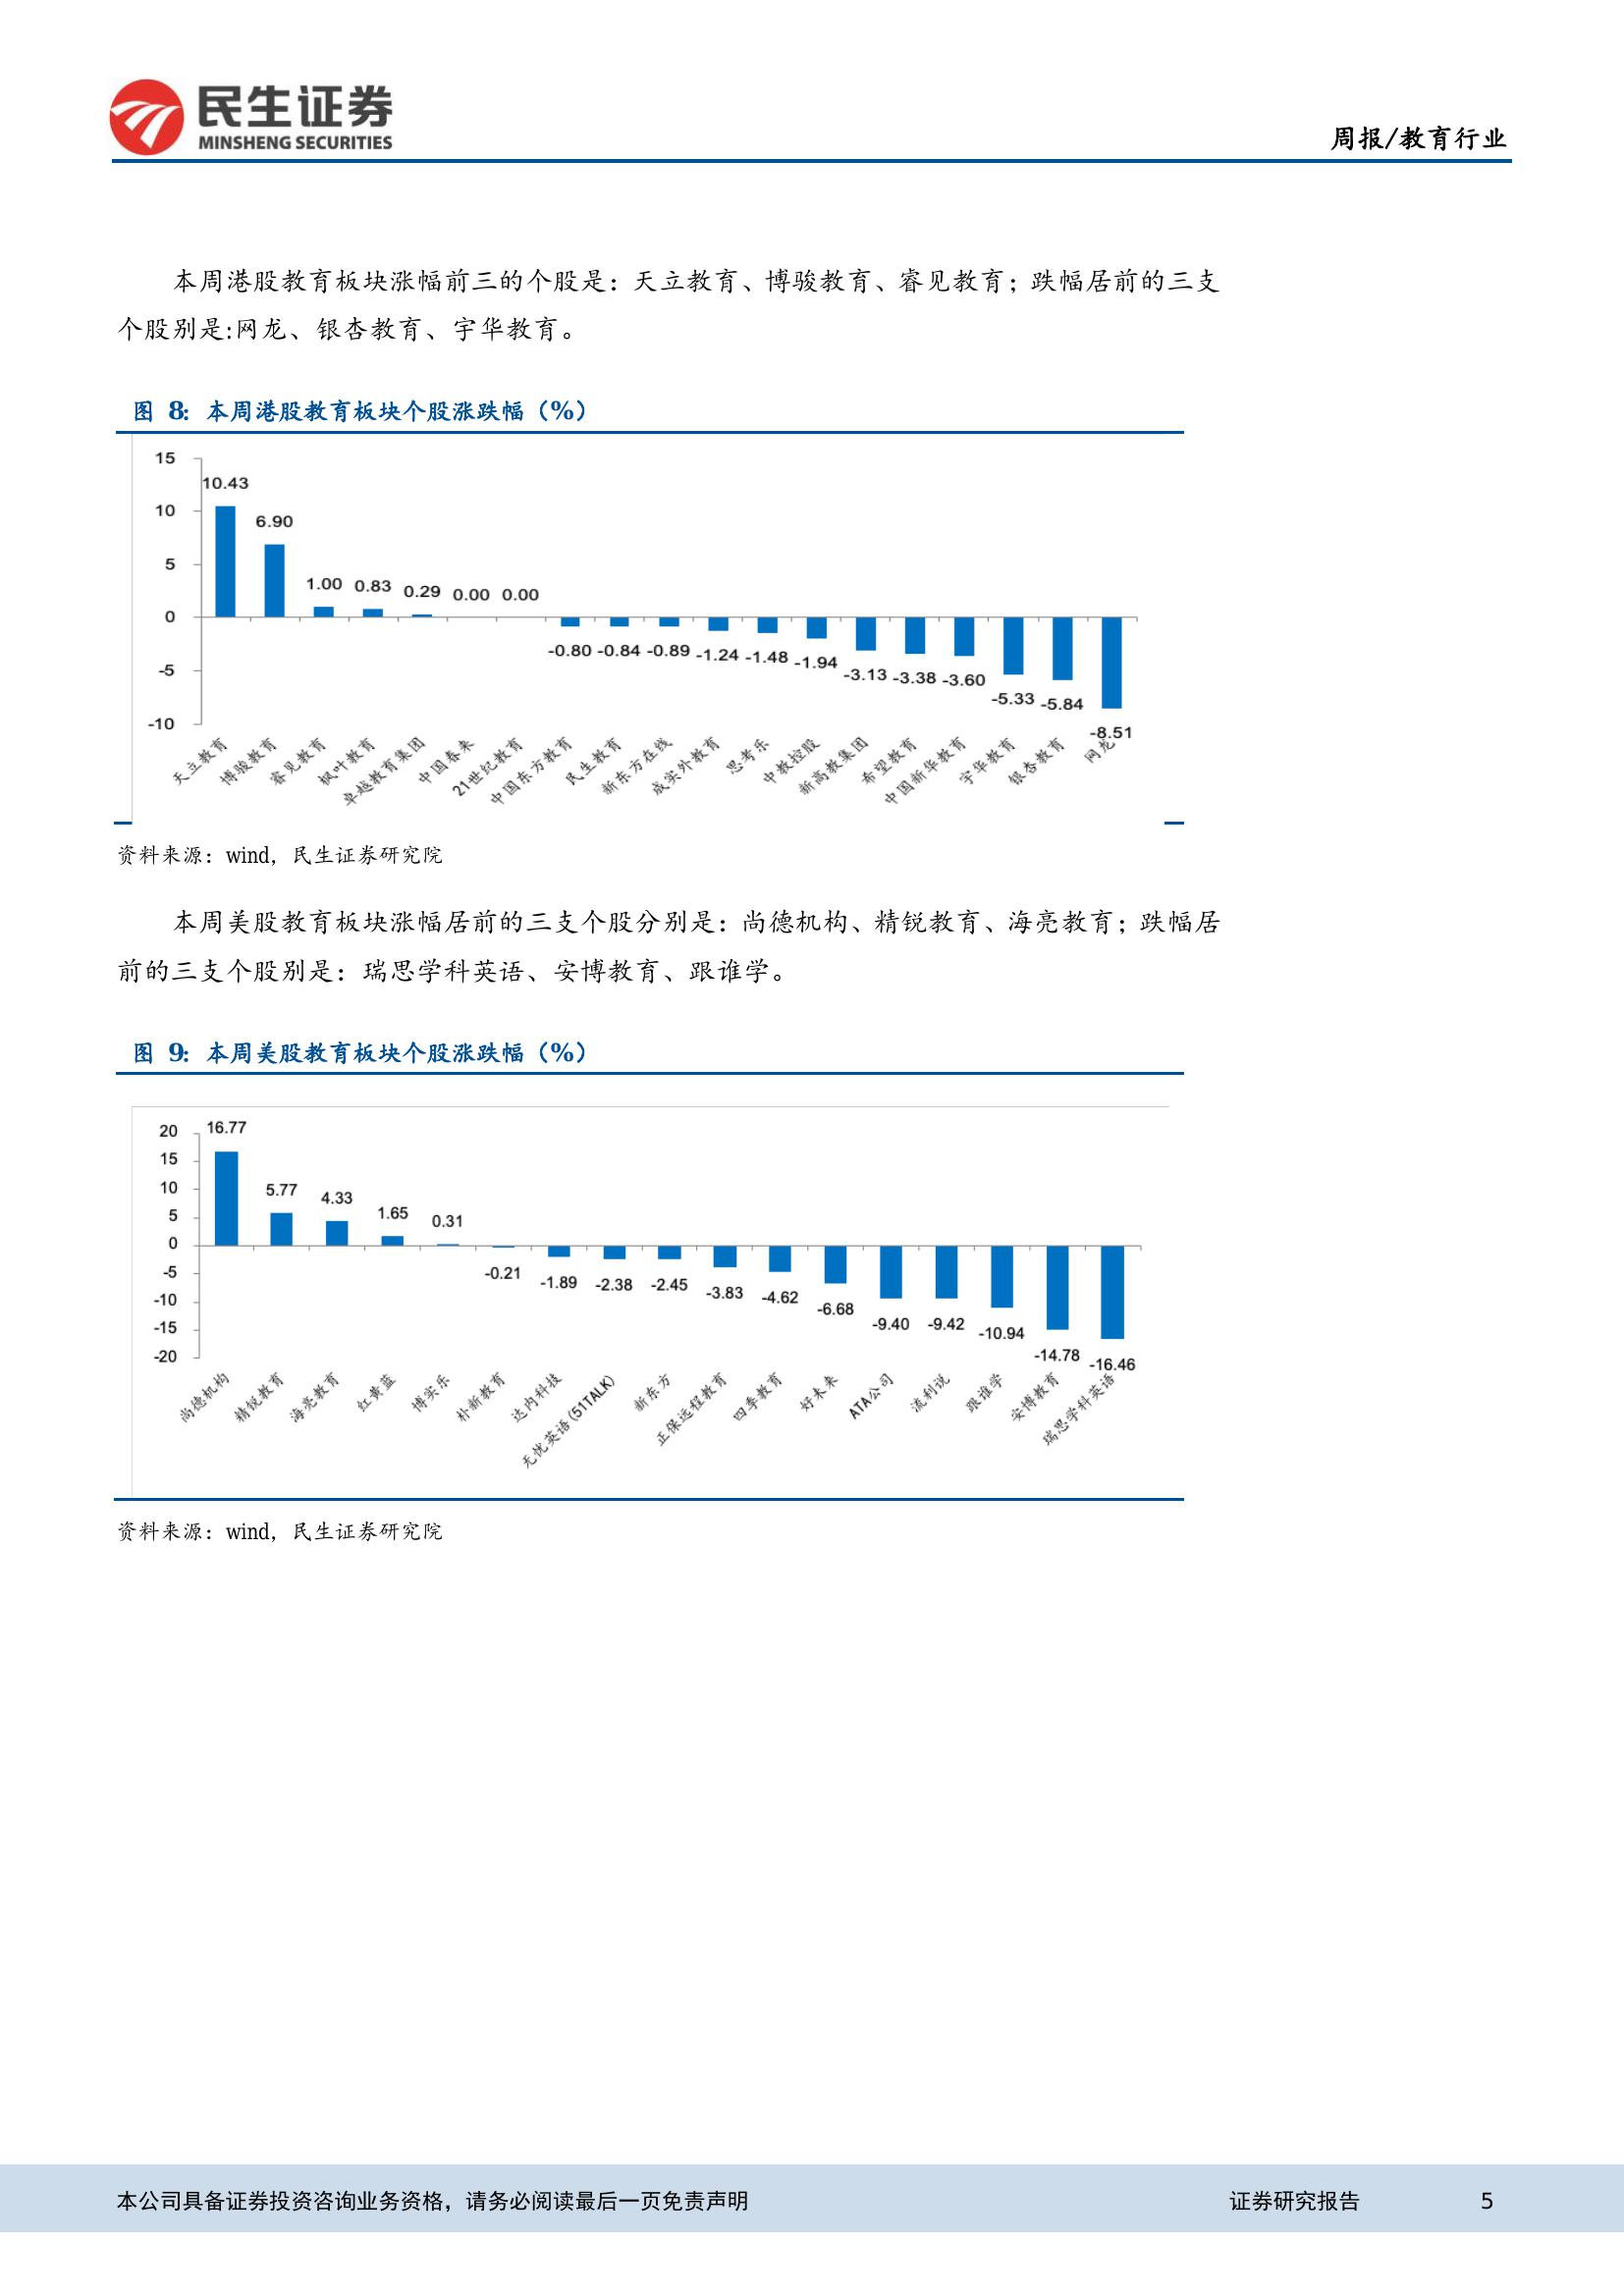 民生证券
MINSHENG SECURITIES
周报/教育行业
本周港股教育板块涨幅前三的个股是：天立教育、博骏教育、睿见教育；跌幅居前的三支
个股别是:网龙、银杏教育、宇华教育。
图 8: 本周港股教育板块个股涨跌幅（%）
15
10
5
0
-5
-10
10.43
6.90
1.00
0.83
0.29
0.00
0.00
-0.80
-0.84
-0.89
-1.24
-1.48
-1.94
-3.13
-3.38
-3.60
-5.33
-5.84
-8.51
天立教育
博骏教育
睿见教育
枫叶教育
卓越教育集团
中国春来
21世纪教育
中国东方教育
民生教育
新东方在线
成实外教育
思考乐
中教控股
新高教集团
希望教育
中国新华教育
宇华教育
银杏教育
网龙
资料来源：wind，民生证券研究院
本周美股教育板块涨幅居前的三支个股分别是：尚德机构、精锐教育、海亮教育；跌幅居
前的三支个股别是：瑞思学科英语、安博教育、跟谁学。
图 9: 本周美股教育板块个股涨跌幅（%）
20
15
10
5
0
-5
-10
-15
-20
16.77
5.77
4.33
1.65
0.31
-0.21
-1.89
-2.38
-2.45
-3.83
-4.62
-6.68
-9.40
-9.42
-10.94
-14.78
-16.46
尚德机构
精锐教育
海亮教育
红黄蓝
博实乐
朴新教育
达内科技
无忧英语(51TALK)
新东方
正保远程教育
四季教育
好未来
ATA公司
流利说
跟谁学
安博教育
瑞思学科英语
资料来源：wind，民生证券研究院
本公司具备证券投资咨询业务资格，请务必阅读最后一页免责声明
证券研究报告
5